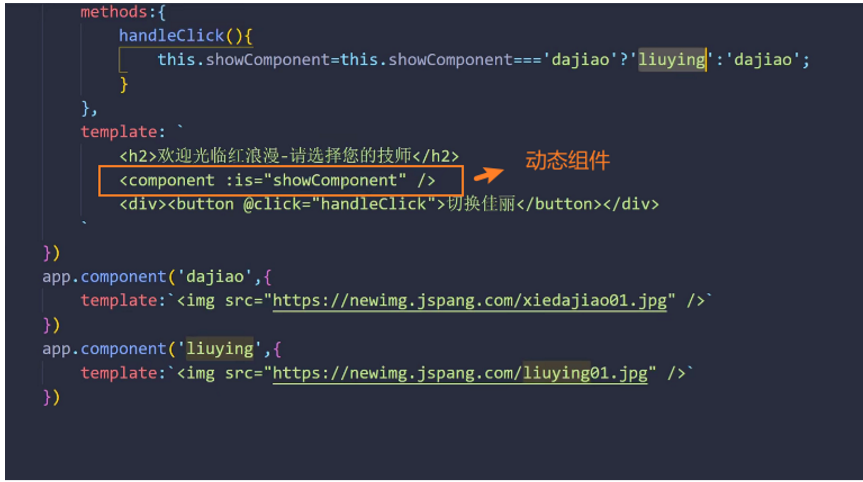 methods:{
handleClick(){
this.showComponent=this.showComponent==='dajiao'?'liuying':'dajiao';
}
},
template: `
<h2>欢迎光临红浪漫-请选择您的技师</h2>
<component :is="showComponent" />
动态组件
<div><button @click="handleClick">切换佳丽</button></div>
`
})
app.component('dajiao',{
template:`<img src="https://newimg.jspang.com/xiedajiao01.jpg" />`
})
app.component('liuying',{
template:`<img src="https://newimg.jspang.com/liuying01.jpg" />`
})